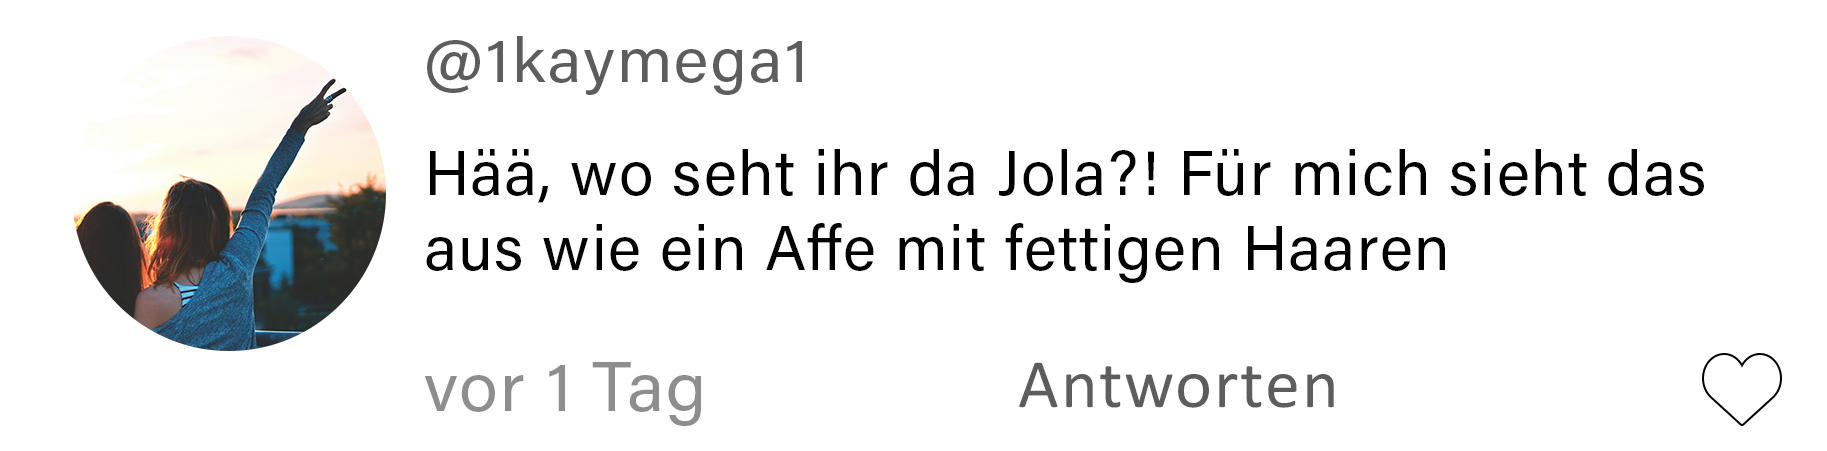 @1kaymega1
Hää, wo seht ihr da Jola?! Für mich sieht das
aus wie ein Affe mit fettigen Haaren
vor 1 Tag Antworten